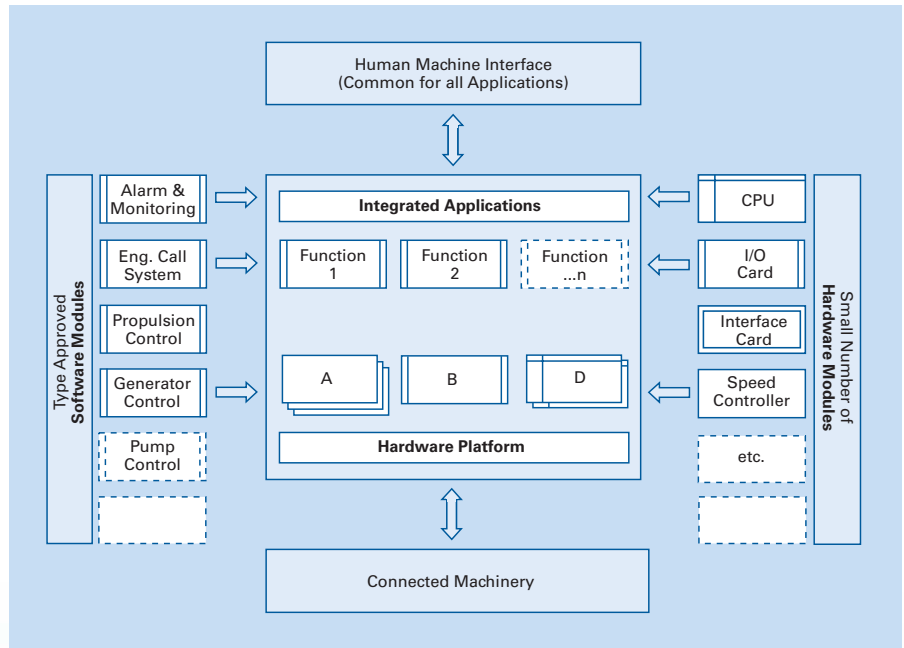 Human Machine Interface
(Common for all Applications)
Type Approved
Software Modules
Alarm &
Monitoring
Eng. Call
System
Propulsion
Control
Generator
Control
Pump
Control
Integrated Applications
Function
1
Function
2
Function
...n
A
B
D
Hardware Platform
CPU
I/O
Card
Interface
Card
Speed
Controller
etc.
Small Number of
Hardware Modules
Connected Machinery